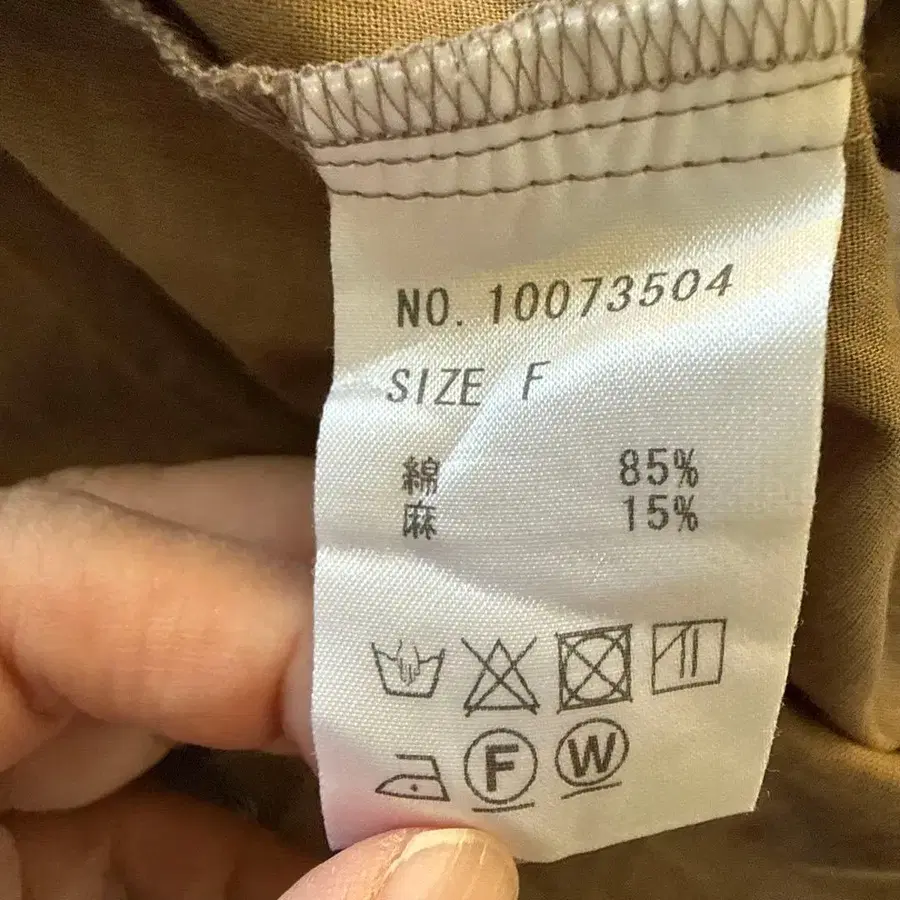 NO. 10073504
SIZE F
綿 85%
麻 15%
F W